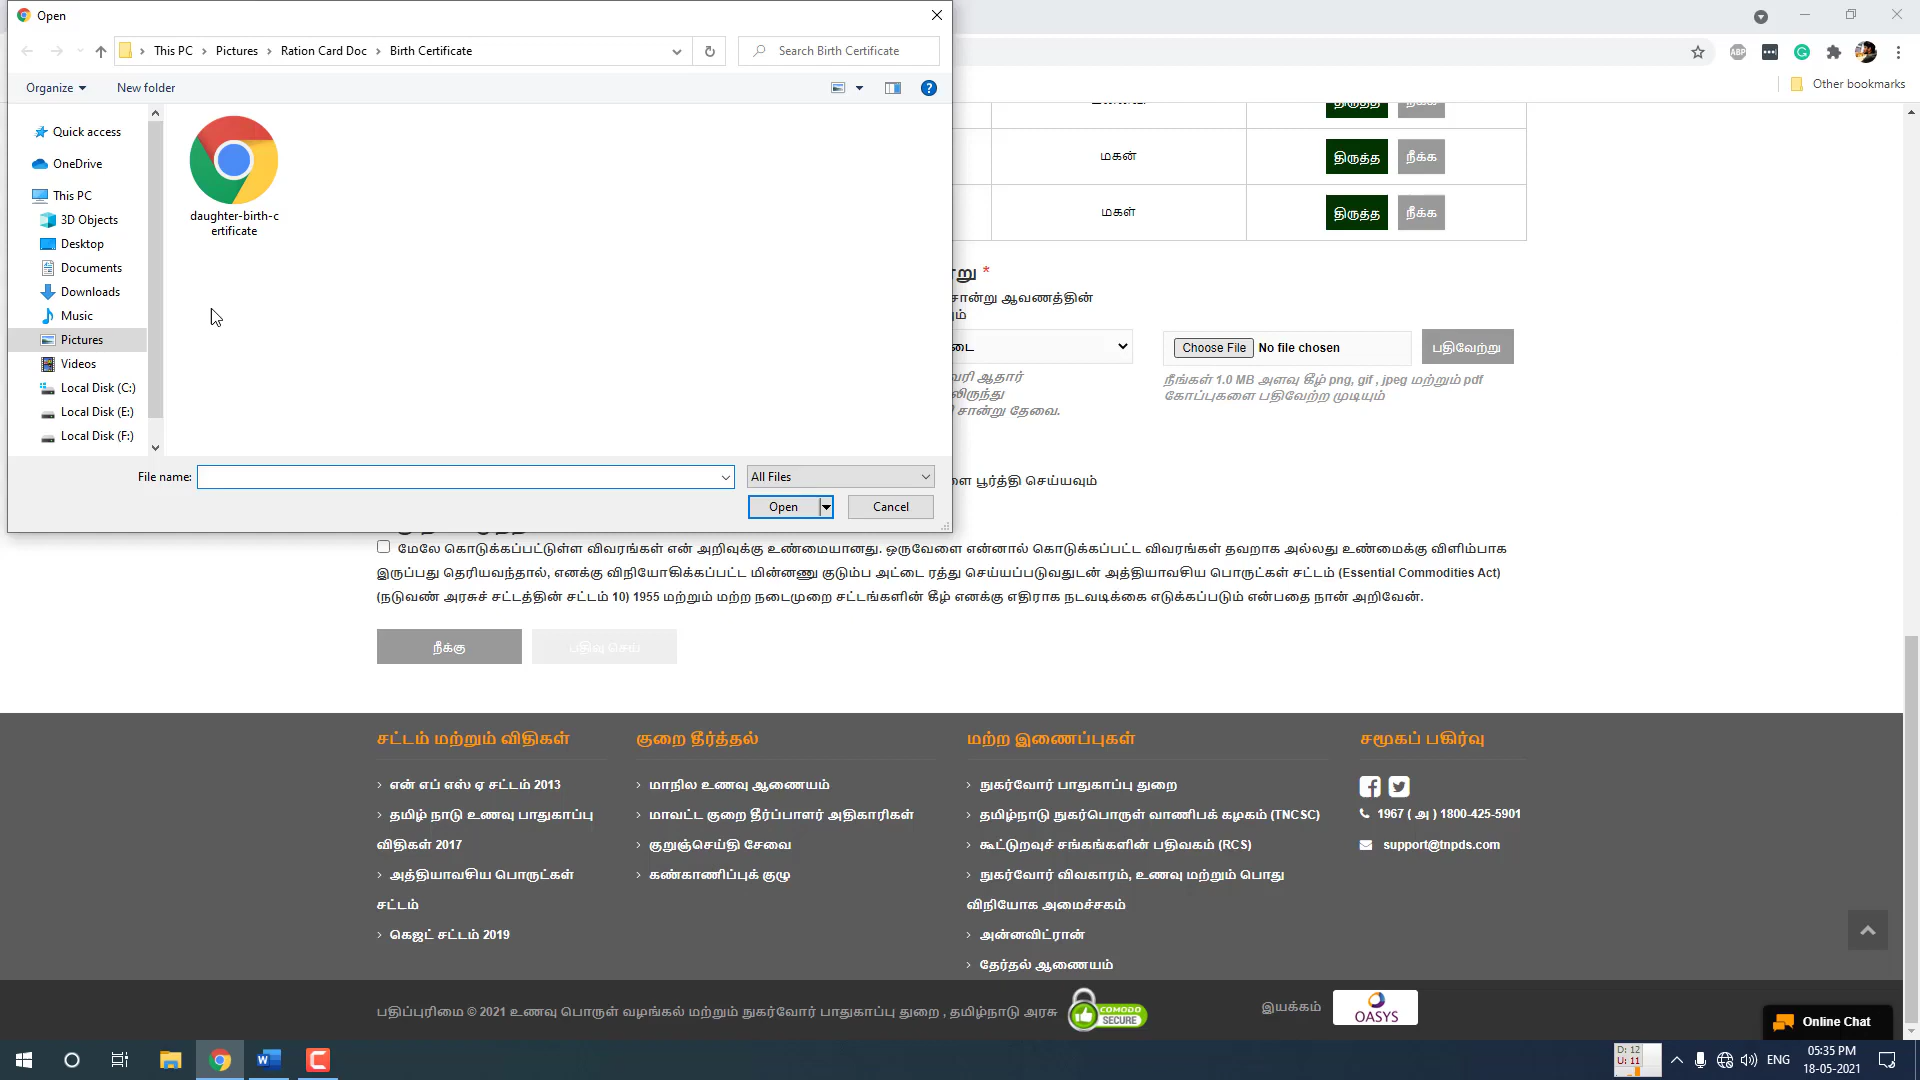 Open
This PC > Pictures > Ration Card Doc > Birth Certificate
Search Birth Certificate
Organize
New folder
Other bookmarks
Quick access
OneDrive
This PC
3D Objects
Desktop
Documents
Downloads
Music
Pictures
Videos
Local Disk (C:)
Local Disk (E:)
Local Disk (F:)
daughter-birth-c
ertificate
File name:
All Files
Open
Cancel
மகன்
திருத்த
நீக்க
மகள்
திருத்த
நீக்க
சான்று ஆவணத்தின்
Choose File No file chosen
பதிவேற்று
நீங்கள் 1.0 MB அளவு கீழ் png, gif , jpeg மற்றும் pdf
கோப்புகளை பதிவேற்ற முடியும்
ஆதார்
சான்று தேவை.
பூர்த்தி செய்யவும்
மேலே கொடுக்கப்பட்டுள்ள விவரங்கள் என் அறிவுக்கு உண்மையானது. ஒருவேளை என்னால் கொடுக்கப்பட்ட விவரங்கள் தவறாக அல்லது உண்மைக்கு விளிம்பாக
இருப்பது தெரியவந்தால், எனக்கு விநியோகிக்கப்பட்ட மின்னணு குடும்ப அட்டை ரத்து செய்யப்படுவதுடன் அத்தியாவசிய பொருட்கள் சட்டம் (Essential Commodities Act)
(நடுவண் அரசுச் சட்டத்தின் சட்டம் 10) 1955 மற்றும் மற்ற நடைமுறை சட்டங்களின் கீழ் எனக்கு எதிராக நடவடிக்கை எடுக்கப்படும் என்பதை நான் அறிவேன்.
நீக்கு
பதிவு செய்
சட்டம் மற்றும் விதிகள்
> என் எப் எஸ் ஏ சட்டம் 2013
> தமிழ் நாடு உணவு பாதுகாப்பு
விதிகள் 2017
> அத்தியாவசிய பொருட்கள்
சட்டம்
> கெஜட் சட்டம் 2019
குறை தீர்த்தல்
> மாநில உணவு ஆணையம்
> மாவட்ட குறை தீர்ப்பாளர் அதிகாரிகள்
> குறுஞ்செய்தி சேவை
> கண்காணிப்புக் குழு
மற்ற இணைப்புகள்
> நுகர்வோர் பாதுகாப்பு துறை
> தமிழ்நாடு நுகர்பொருள் வாணிபக் கழகம் (TNCSC)
> கூட்டுறவுச் சங்கங்களின் பதிவகம் (RCS)
> நுகர்வோர் விவகாரம், உணவு மற்றும் பொது
விநியோக அமைச்சகம்
> அன்னவிட்ரான்
> தேர்தல் ஆணையம்
சமூகப் பகிர்வு
1967 ( அ ) 1800-425-5901
support@tnpds.com
பதிப்புரிமை © 2021 உணவு பொருள் வழங்கல் மற்றும் நுகர்வோர் பாதுகாப்பு துறை , தமிழ்நாடு அரசு
COMODO
SECURE
இயக்கம்
OASYS
Online Chat
D: 12
U: 11
ENG
05:35 PM
18-05-2021